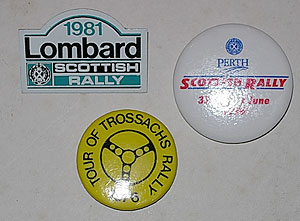 1981
Lombard
SCOTTISH
RALLY
PERTH
SCOTTISH RALLY
June
TOUR OF TROSSACHS RALLY